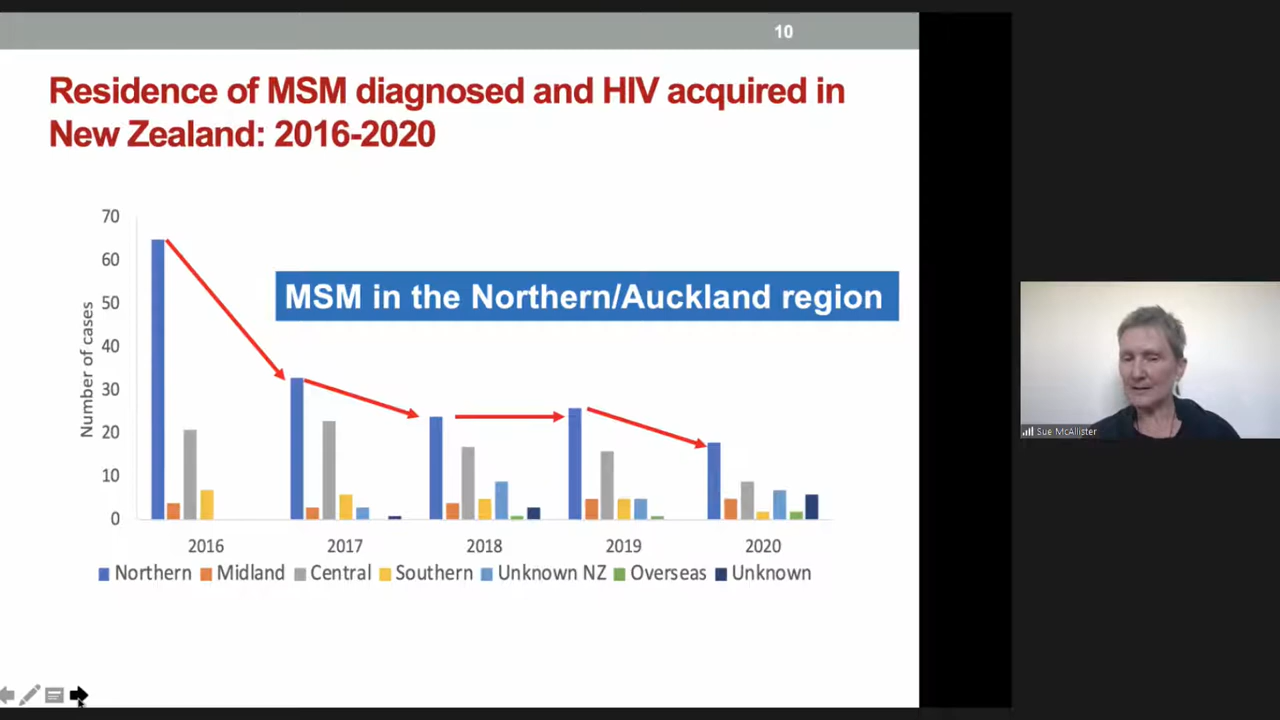 10
Residence of MSM diagnosed and HIV acquired in
New Zealand: 2016-2020
70
60
50
40
30
20
10
0
Number of cases
MSM in the Northern/Auckland region
2016 2017 2018 2019 2020
Northern Midland Central Southern Unknown NZ Overseas Unknown
Sue McAllister